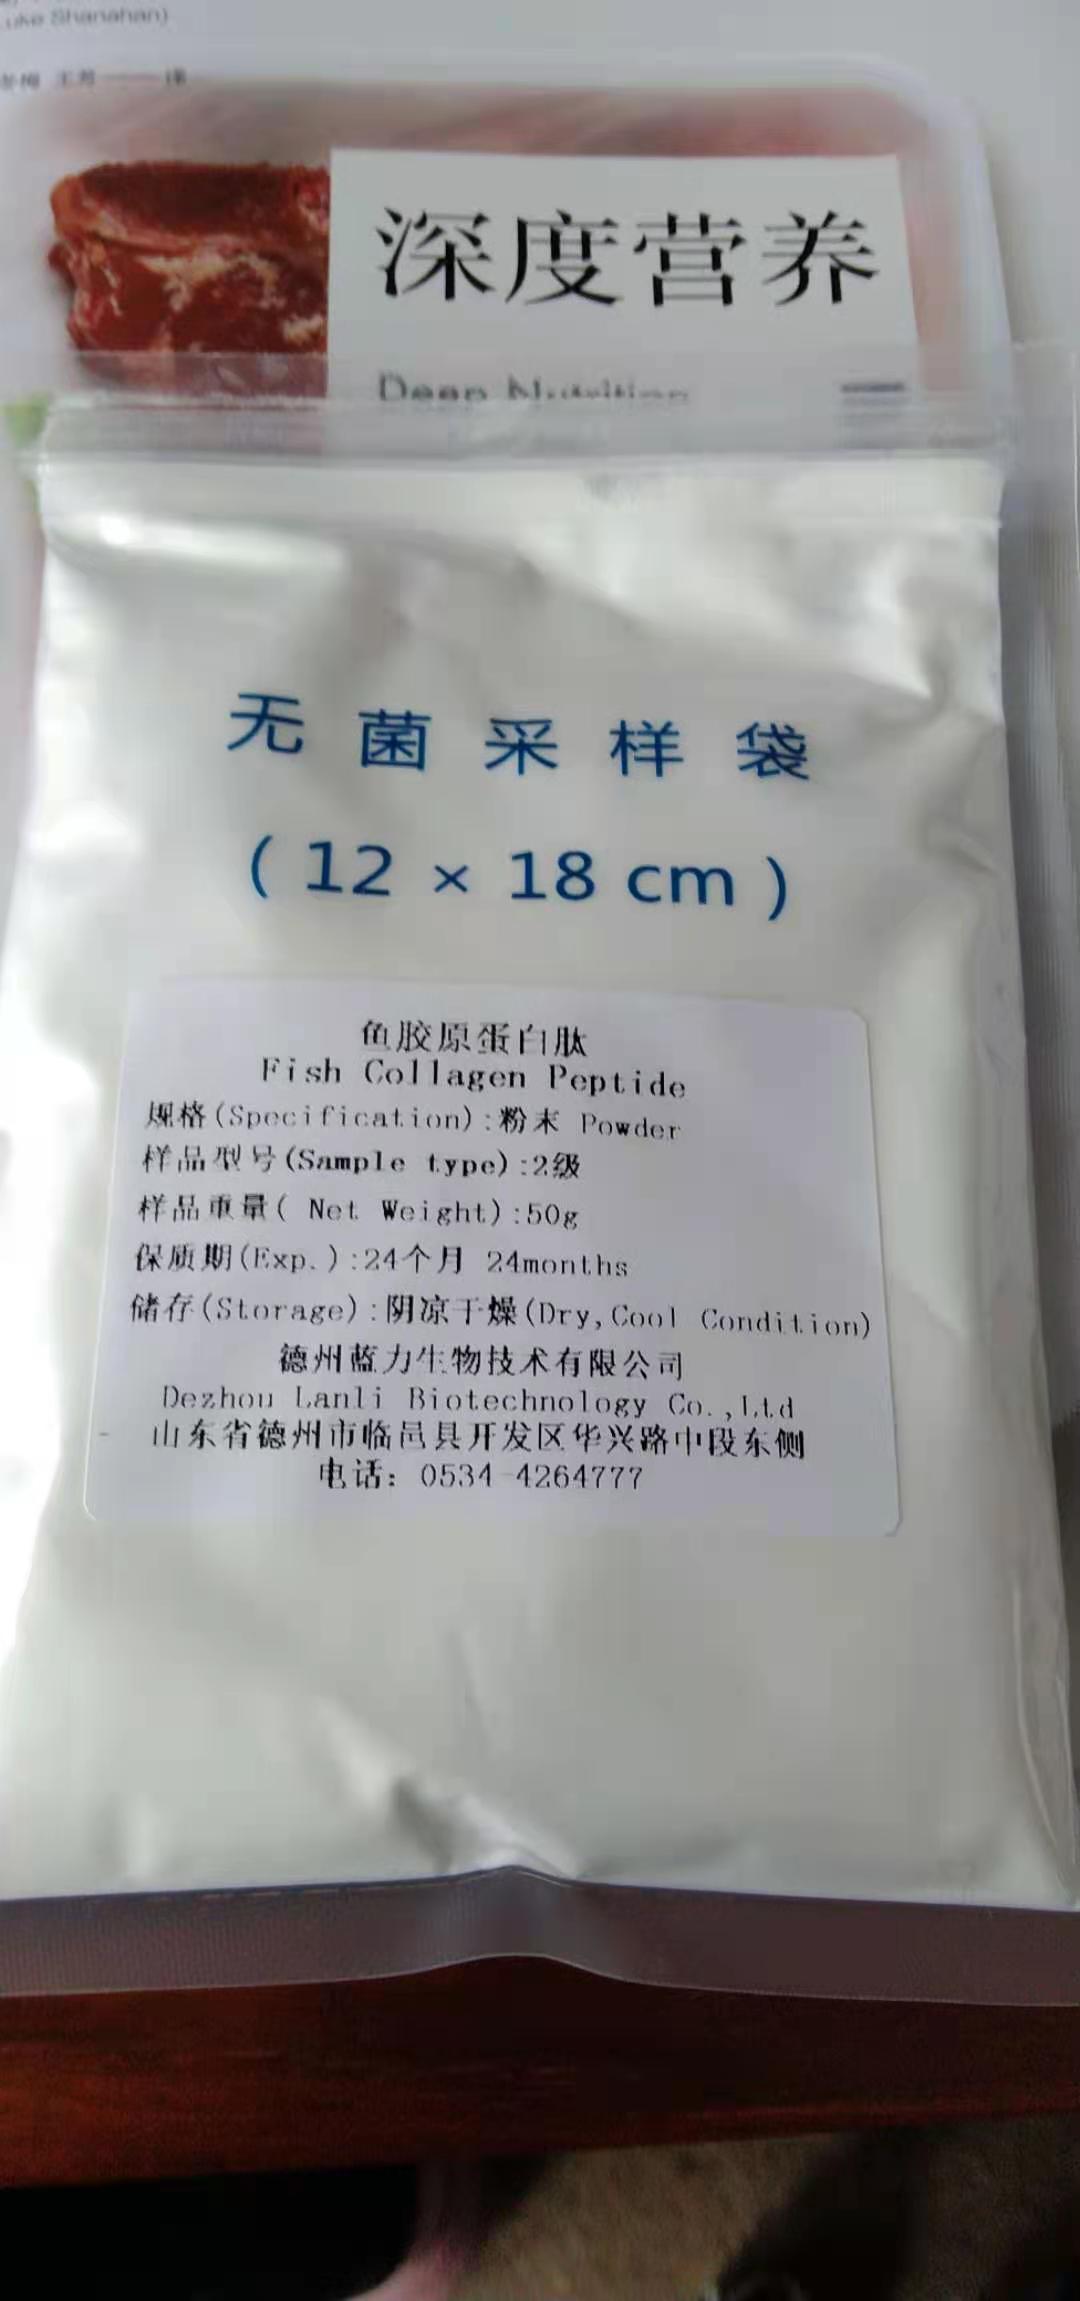 Luke Shanahan)
深度营养
Deep Nutrition
无菌采样袋
(12 × 18 cm)
鱼胶原蛋白肽
Fish Collagen Peptide
规格(Specification):粉末 Powder
样品型号(Sample type):2级
样品重量( Net Weight):50g
保质期(Exp.):24个月 24months
储存(Storage):阴凉干燥(Dry,Cool Condition)
德州蓝力生物技术有限公司
Dezhou Lanli Biotechnology Co.,Ltd
山东省德州市临邑县开发区华兴路中段东侧
电话：0534-4264777